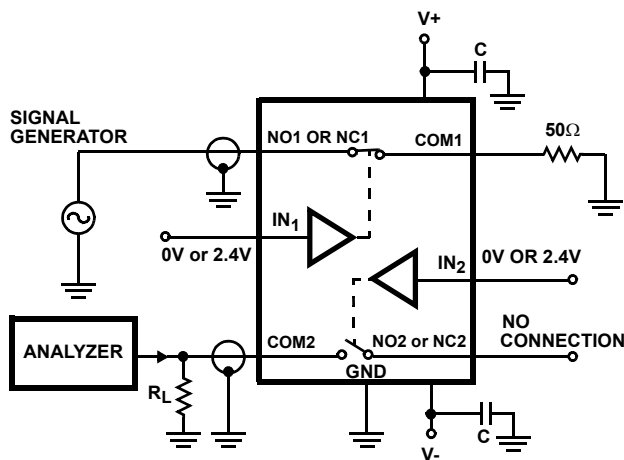 V+
C
SIGNAL
GENERATOR
NO1 OR NC1
COM1
50Ω
IN1
0V or 2.4V
IN2
0V OR 2.4V
ANALYZER
COM2
NO2 or NC2
NO
CONNECTION
RL
GND
C
V-